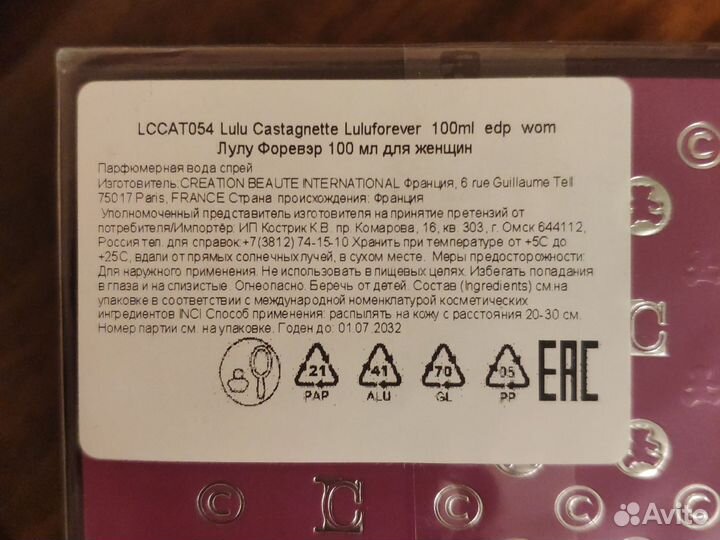 LCCAT054 Lulu Castagnette Luluforever 100ml edp wom
Лулу Форевэр 100 мл для женщин
Парфюмерная вода спрей
Изготовитель:CREATION BEAUTE INTERNATIONAL Франция, 6 rue Guillaume Tell
75017 Paris, FRANCE Страна происхождения: Франция
Уполномоченный представитель изготовителя на принятие претензий от
потребителя/Импортёр: ИП Кострик К.В. пр. Комарова, 16, кв. 303, г. Омск 644112,
Россия тел. для справок:+7(3812) 74-15-10 Хранить при температуре от +5С до
+25С, вдали от прямых солнечных лучей, в сухом месте. Меры предосторожности:
Для наружного применения. Не использовать в пищевых целях. Избегать попадания
в глаза и на слизистые. Огнеопасно. Беречь от детей. Состав (Ingredients) см.на
упаковке в соответствии с международной номенклатурой косметических
ингредиентов INCI Способ применения: распылять на кожу с расстояния 20-30 см.
Номер партии см. на упаковке. Годен до: 01.07.2032
21 41 70 05 EAC
PAP ALU GL PP
©
C
© C © © ©
Avito